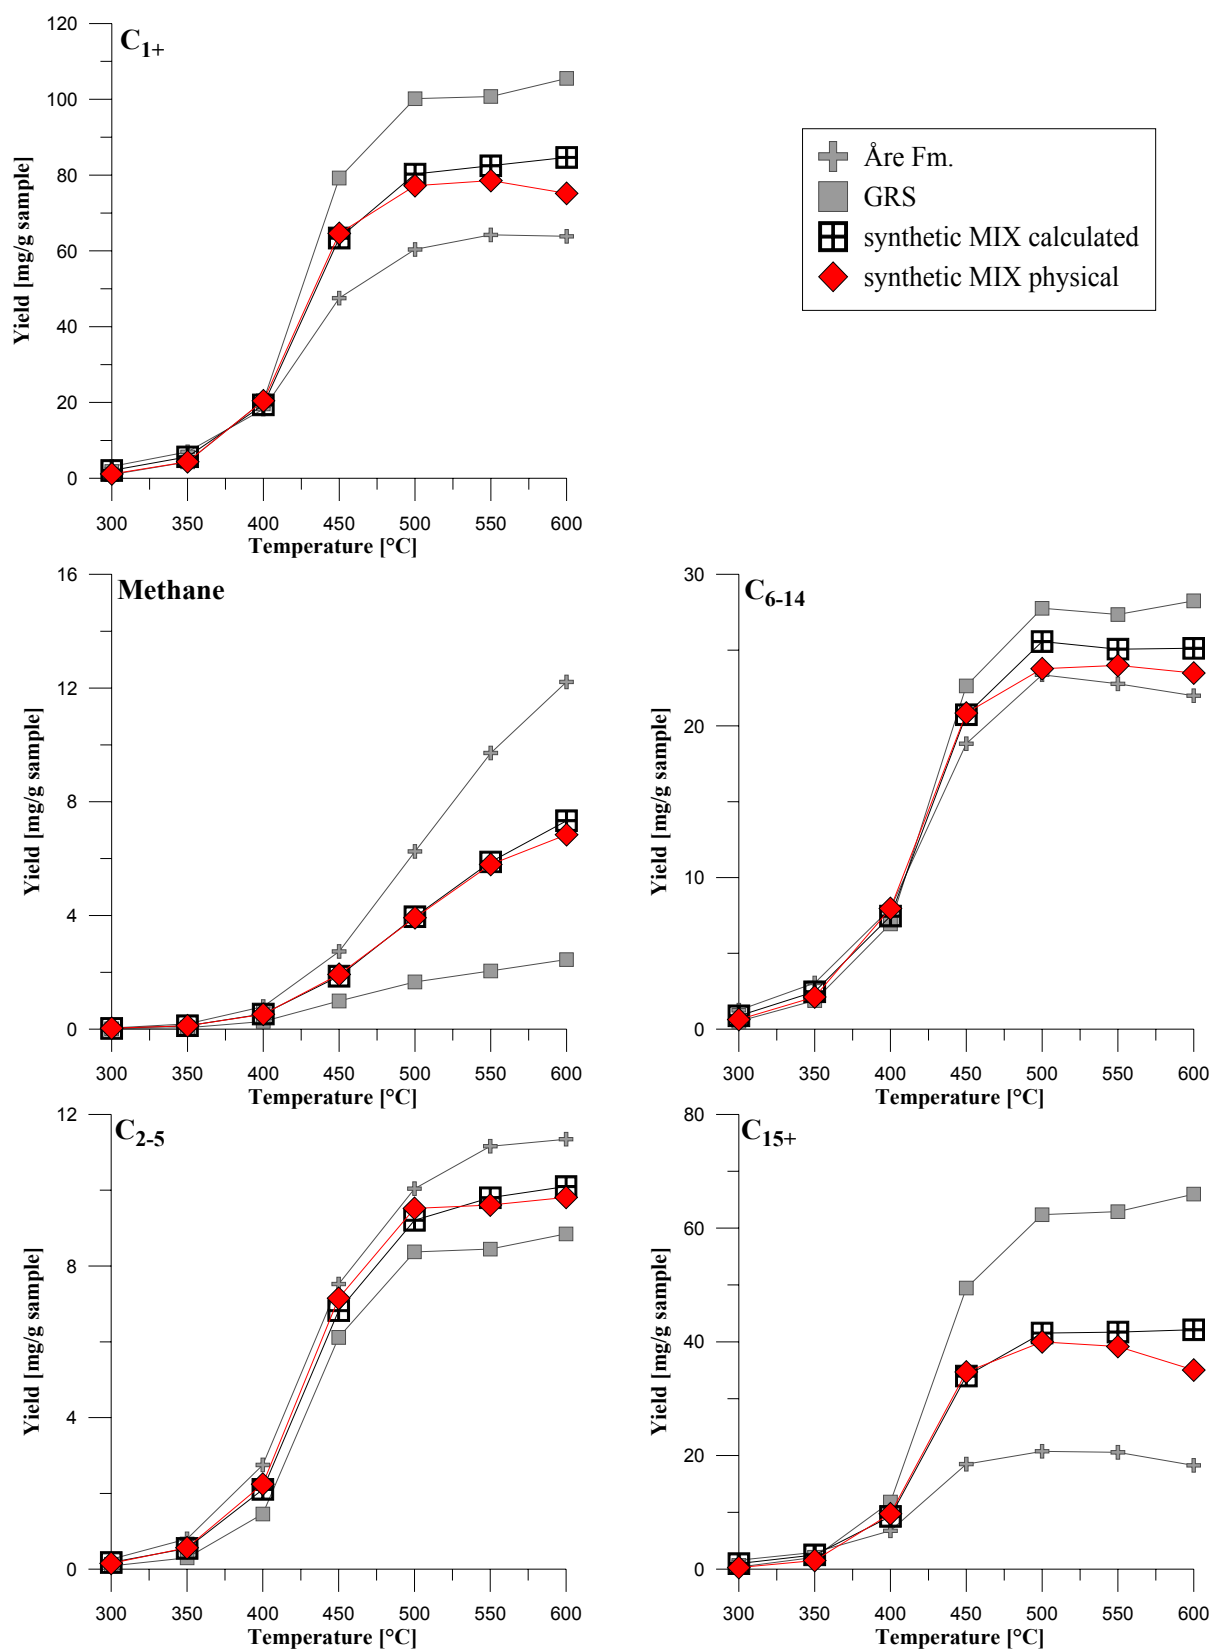 C1+
120
100
80
60
40
20
0
Yield [mg/g sample]
300 350 400 450 500 550 600
Temperature [°C]
Åre Fm.
GRS
synthetic MIX calculated
synthetic MIX physical
Methane
16
12
8
4
0
Yield [mg/g sample]
300 350 400 450 500 550 600
Temperature [°C]
C6-14
30
20
10
0
Yield [mg/g sample]
300 350 400 450 500 550 600
Temperature [°C]
C2-5
12
8
4
0
Yield [mg/g sample]
300 350 400 450 500 550 600
Temperature [°C]
C15+
80
60
40
20
0
Yield [mg/g sample]
300 350 400 450 500 550 600
Temperature [°C]